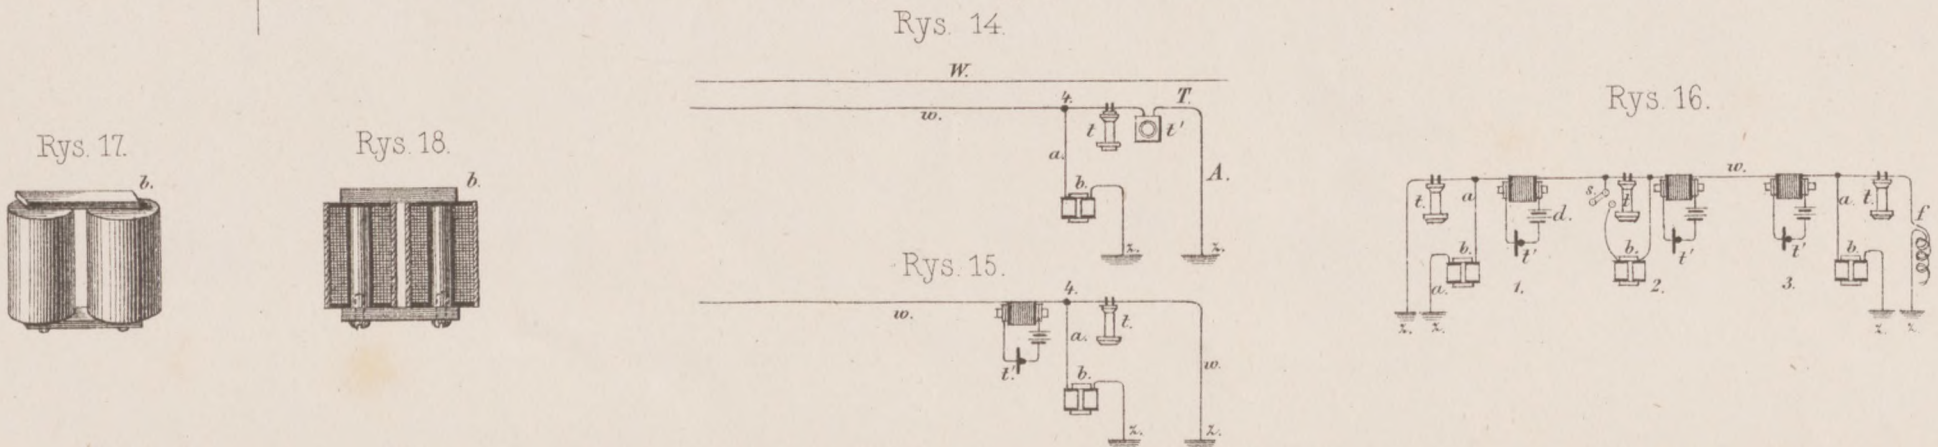 Rys. 17.
b.
Rys. 18.
b.
Rys. 14.
W.
w.
4.
T.
t
t'
a.
A.
b.
z.
z.
Rys. 15.
w.
4.
a.
t.
t'.
b.
w.
z.
z.
Rys. 16.
w.
t.
a
s.
t
a.
t.
f
d.
t'
t'
t'
b.
b.
b.
a.
1.
2.
3.
z.
z.
z.
z